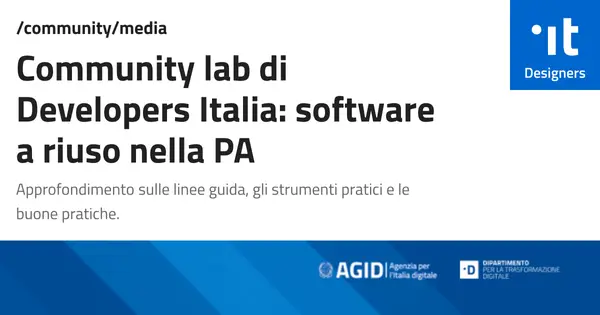 /community/media
Community lab di
Developers Italia: software
a riuso nella PA
Approfondimento sulle linee guida, gli strumenti pratici e le
buone pratiche.
it
Designers
AGID
Agenzia per
l'Italia digitale
D
DIPARTIMENTO
PER LA TRASFORMAZIONE
DIGITALE